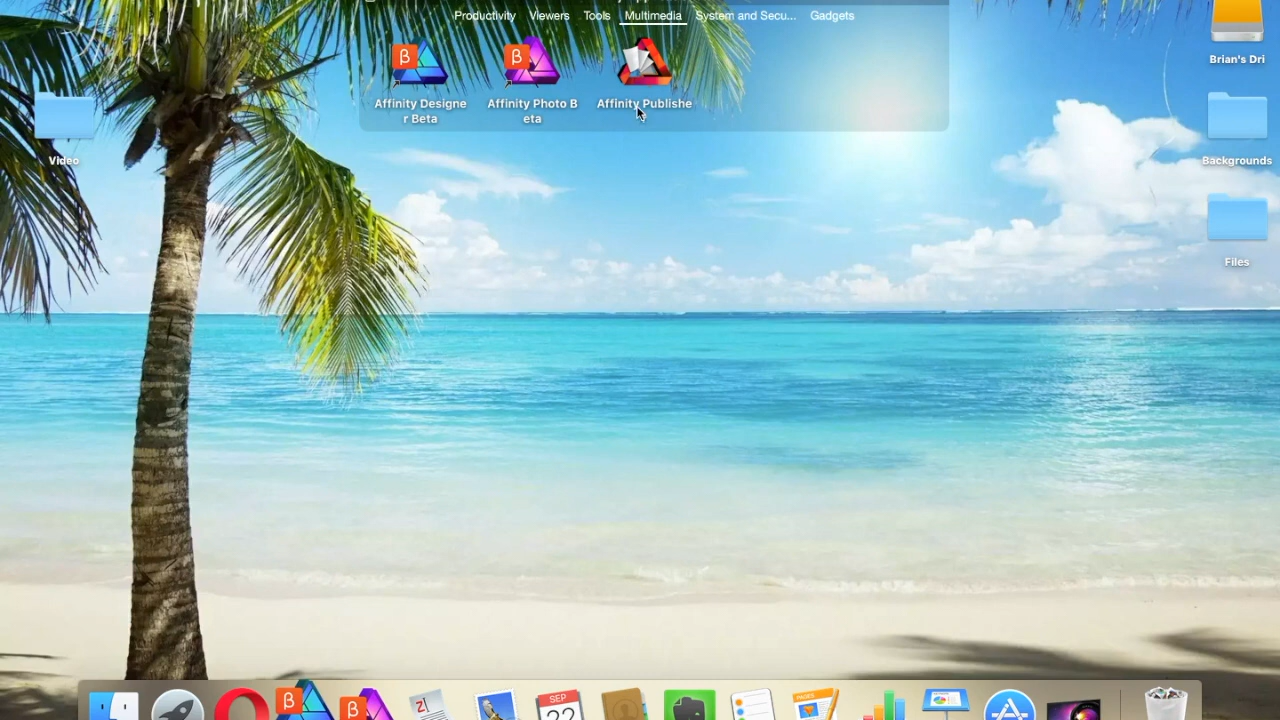 Productivity Viewers Tools Multimedia System and Secu... Gadgets
β
β
Affinity Designe
r Beta
Affinity Photo B
eta
Affinity Publishe
Brian's Dri
Video
Backgrounds
Files
β
β
SEP
22
PAGES